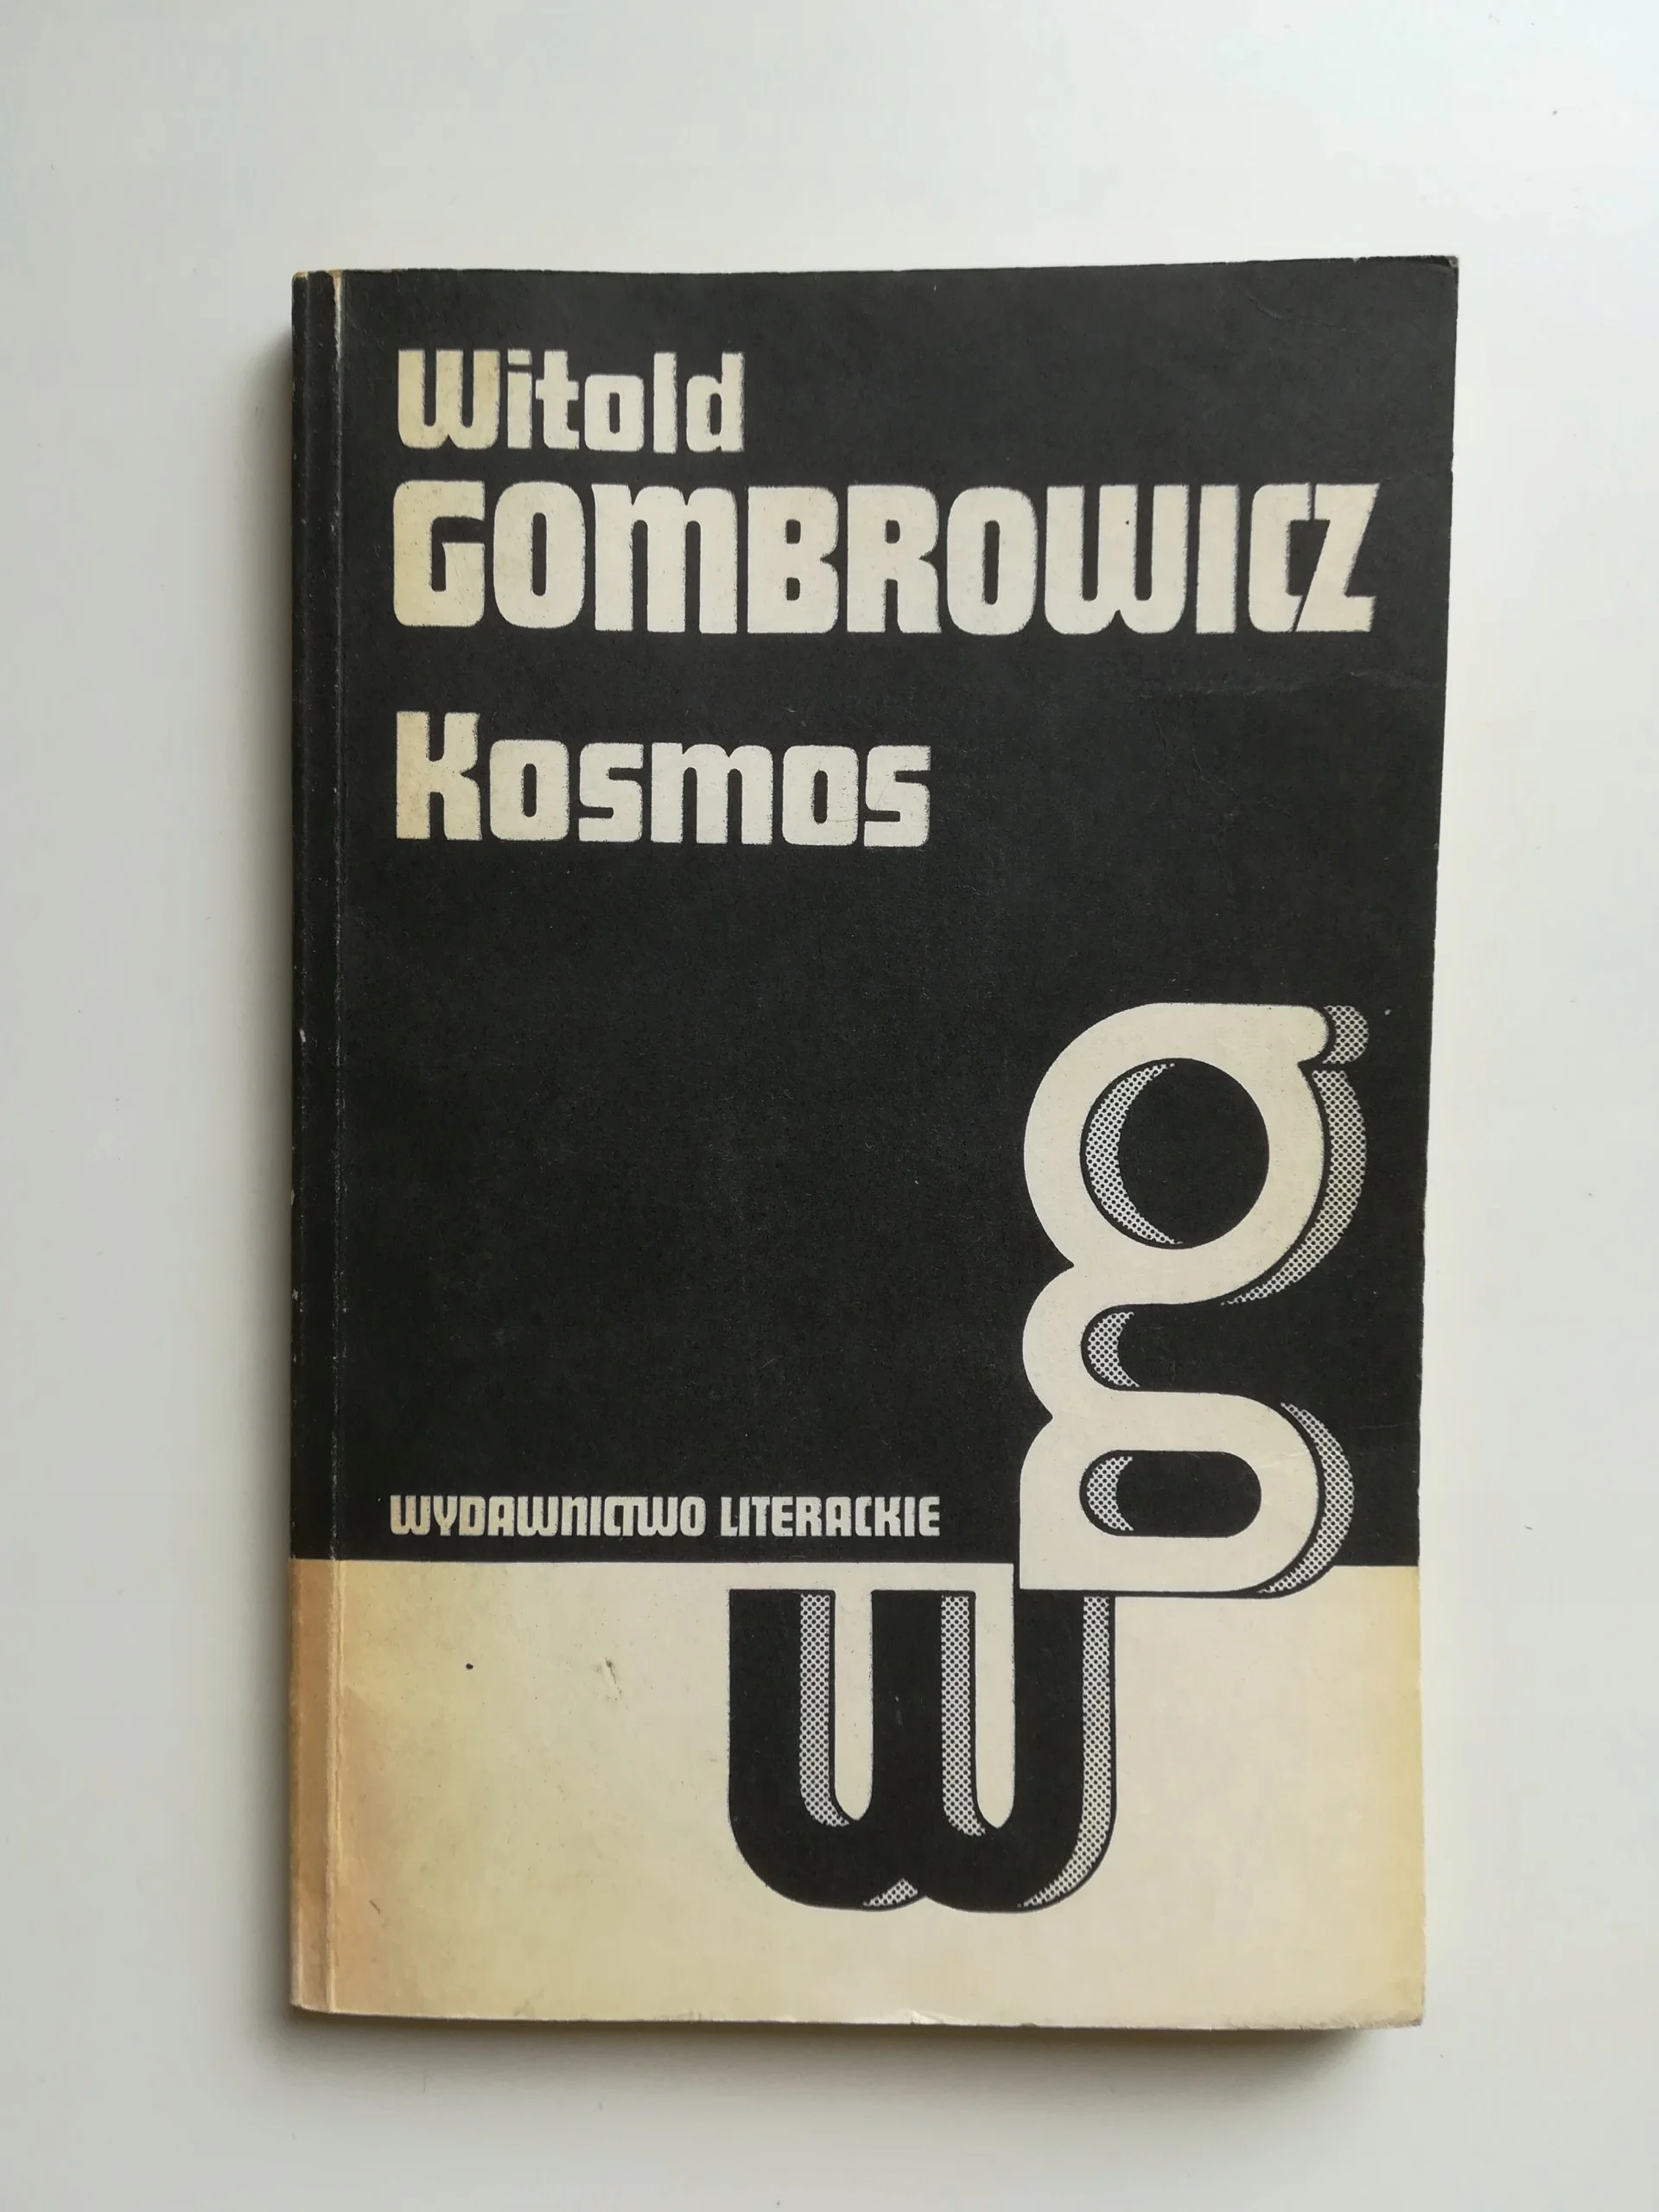 Witold
GOMBROWICZ
Kosmos
WYDAWNICTWO LITERACKIE
g
w